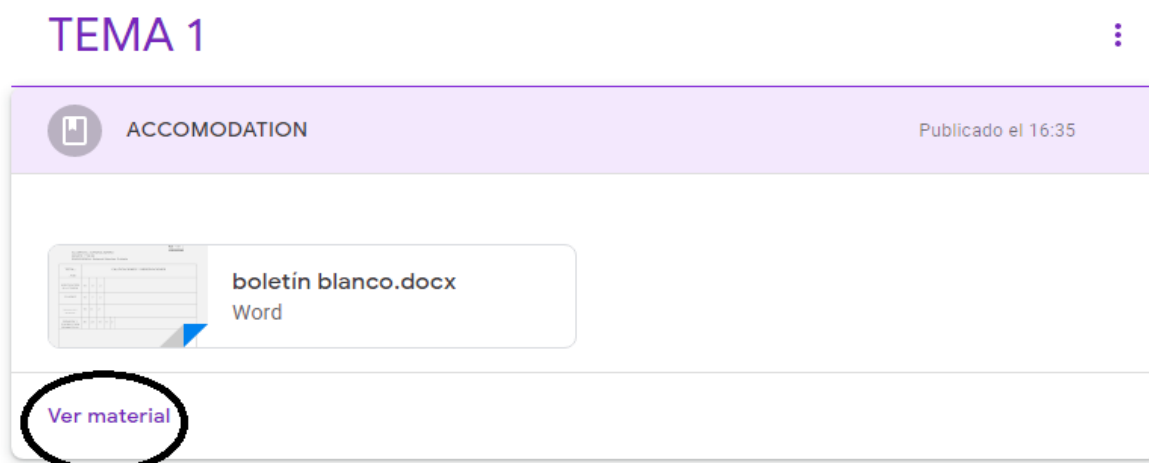 TEMA 1
ACCOMODATION
Publicado el 16:35
boletín blanco.docx
Word
Ver material